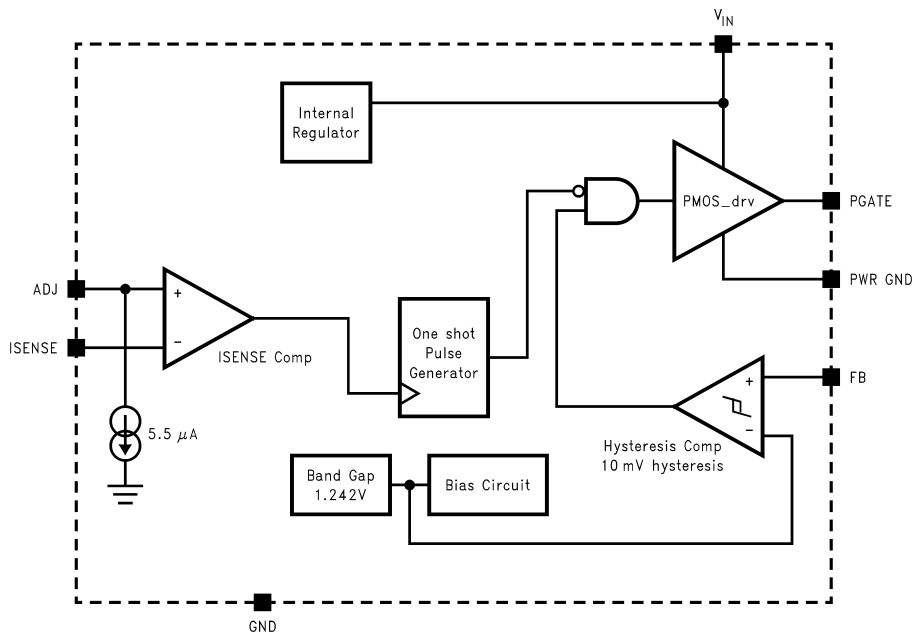 VIN
Internal
Regulator
PMOS_drv
PGATE
PWR GND
ADJ
+
ISENSE
−
ISENSE Comp
One shot
Pulse
Generator
+
FB
−
5.5 μA
Hysteresis Comp
10 mV hysteresis
Band Gap
1.242V
Bias Circuit
GND